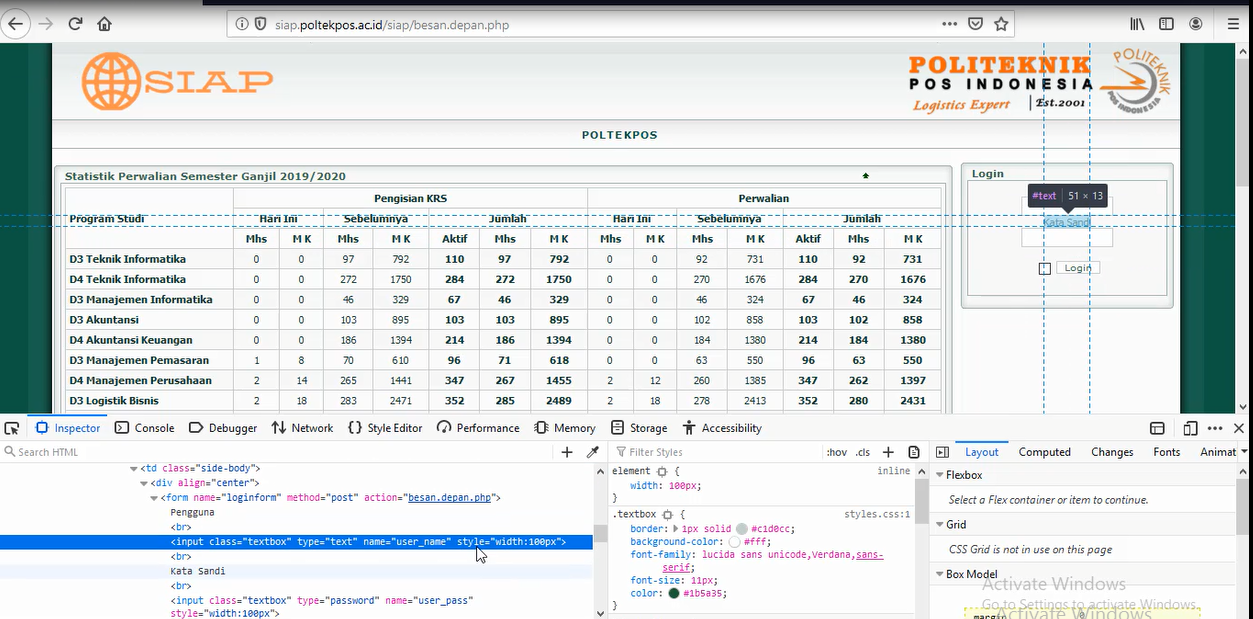 siap.poltekpos.ac.id/siap/besan.depan.php
SIAP
POLITEKNIK
POS INDONESIA
Logistics Expert | Est.2001
POLITEKNIK
POS INDONESIA
POLTEKPOS
Statistik Perwalian Semester Ganjil 2019/2020
Program Studi Pengisian KRS Perwalian
Hari Ini Sebelumnya Jumlah Hari Ini Sebelumnya Jumlah
Mhs M K Mhs M K Aktif Mhs M K Mhs M K Mhs M K Aktif Mhs M K
D3 Teknik Informatika 0 0 97 792 110 97 792 0 0 92 731 110 92 731
D4 Teknik Informatika 0 0 272 1750 284 272 1750 0 0 270 1676 284 270 1676
D3 Manajemen Informatika 0 0 46 329 67 46 329 0 0 46 324 67 46 324
D3 Akuntansi 0 0 103 895 103 103 895 0 0 102 858 103 102 858
D4 Akuntansi Keuangan 0 0 186 1394 214 186 1394 0 0 184 1380 214 184 1380
D3 Manajemen Pemasaran 1 8 70 610 96 71 618 0 0 63 550 96 63 550
D4 Manajemen Perusahaan 2 14 265 1441 347 267 1455 2 12 260 1385 347 262 1397
D3 Logistik Bisnis 2 18 283 2471 352 285 2489 2 18 278 2413 352 280 2431
Login
#text | 51 × 13
Kata Sandi
Login
Inspector Console Debugger Network Style Editor Performance Memory Storage Accessibility
Search HTML
<td class="side-body">
<div align="center">
<form name="loginform" method="post" action="besan.depan.php">
Pengguna
<br>
<input class="textbox" type="text" name="user_name" style="width:100px">
<br>
Kata Sandi
<br>
<input class="textbox" type="password" name="user_pass"
style="width:100px">
Filter Styles :hov .cls
element { inline
width: 100px;
}
.textbox { styles.css:1
border: 1px solid #c1d0cc;
background-color: #fff;
font-family: lucida sans unicode,Verdana,sans-
serif;
font-size: 11px;
color: #1b5a35;
}
Layout Computed Changes Fonts Animat
Flexbox
Select a Flex container or item to continue.
Grid
CSS Grid is not in use on this page
Box Model
Activate Windows
Go to Settings to activate Windows.
Activate Windows
margin